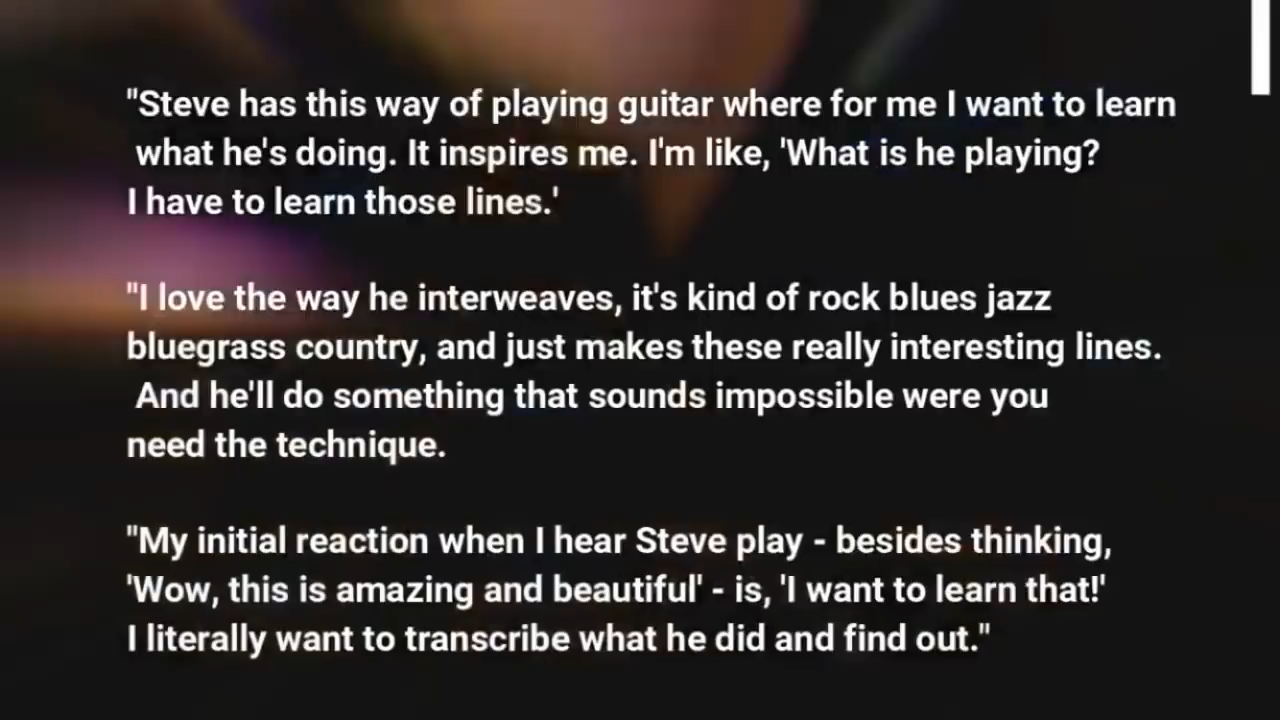 "Steve has this way of playing guitar where for me I want to learn
what he's doing. It inspires me. I'm like, 'What is he playing?
I have to learn those lines.'
"I love the way he interweaves, it's kind of rock blues jazz
bluegrass country, and just makes these really interesting lines.
And he'll do something that sounds impossible were you
need the technique.
"My initial reaction when I hear Steve play - besides thinking,
'Wow, this is amazing and beautiful' - is, 'I want to learn that!'
I literally want to transcribe what he did and find out."